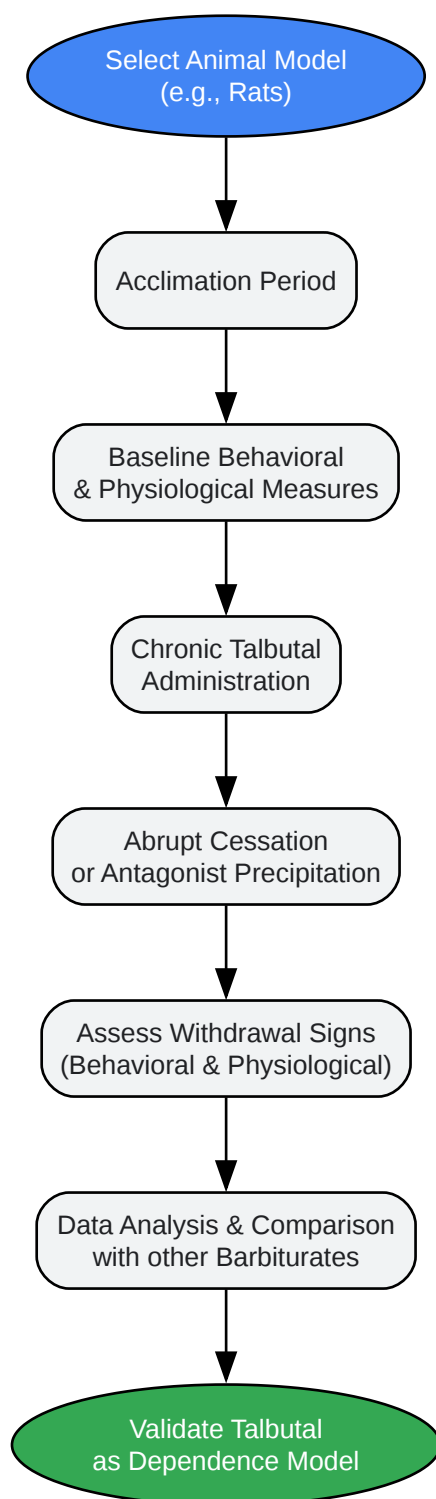 Select Animal Model
(e.g., Rats)
Acclimation Period
Baseline Behavioral
& Physiological Measures
Chronic Talbutal
Administration
Abrupt Cessation
or Antagonist Precipitation
Assess Withdrawal Signs
(Behavioral & Physiological)
Data Analysis & Comparison
with other Barbiturates
Validate Talbutal
as Dependence Model